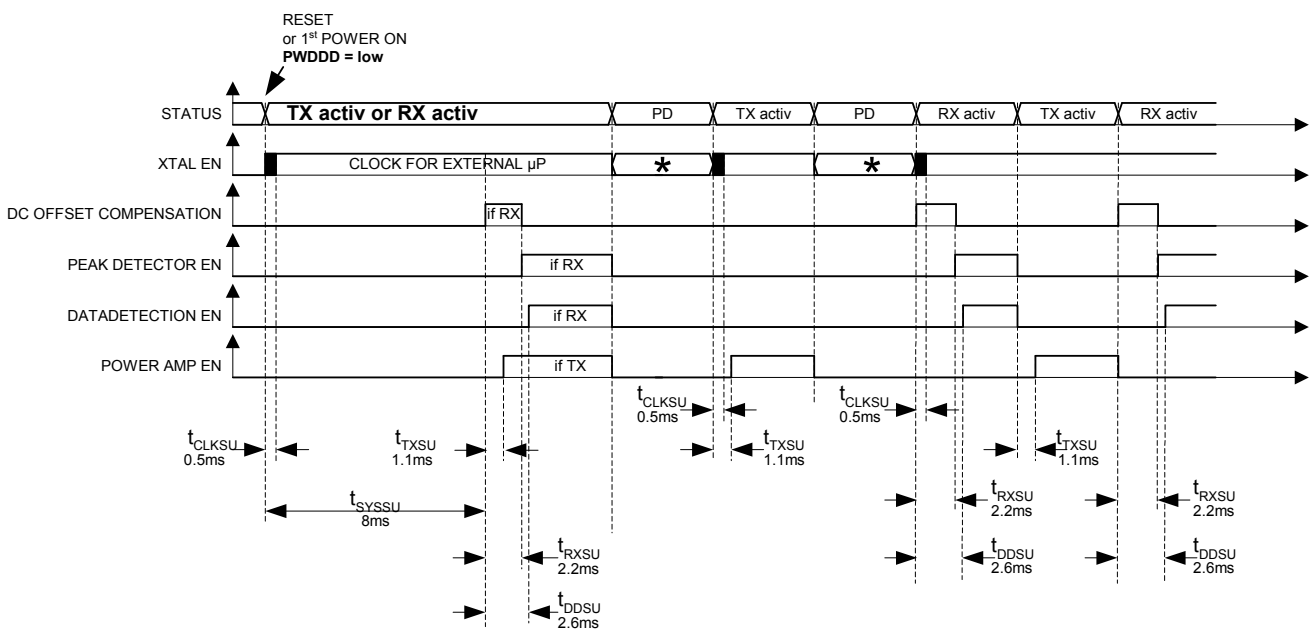 RESET
or 1st POWER ON
PWDDD = low
STATUS
TX activ or RX activ
PD
TX activ
PD
RX activ
TX activ
RX activ
XTAL EN
CLOCK FOR EXTERNAL µP
*
*
DC OFFSET COMPENSATION
if RX
PEAK DETECTOR EN
if RX
DATADETECTION EN
if RX
POWER AMP EN
if TX
tCLKSU
0.5ms
tCLKSU
0.5ms
tCLKSU
0.5ms
tTXSU
1.1ms
tTXSU
1.1ms
tTXSU
1.1ms
tSYSSU
8ms
tRXSU
2.2ms
tRXSU
2.2ms
tRXSU
2.2ms
tDDSU
2.6ms
tDDSU
2.6ms
tDDSU
2.6ms